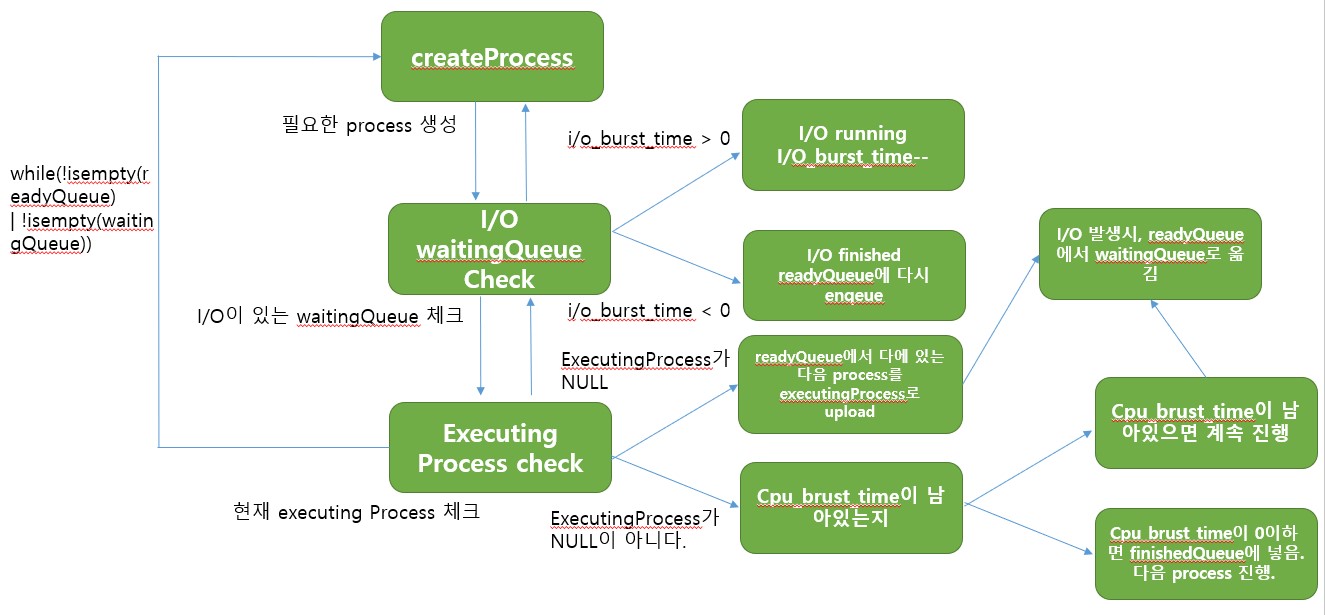 createProcess
필요한 process 생성
while(!isempty(r
eadyQueue)
| !isempty(waitin
gQueue))
I/O
waitingQueue
Check
i/o_burst_time > 0
I/O running
I/O_burst_time--
I/O finished
readyQueue에 다시
enqeue
i/o_burst_time < 0
I/O이 있는 waitingQueue 체크
I/O 발생시, readyQueue
에서 waitingQueue로 옮
김
ExecutingProcess가
NULL
readyQueue에서 다에 있는
다음 process를
executingProcess로
upload
Executing
Process check
현재 executing Process 체크
ExecutingProcess가
NULL이 아니다.
Cpu_brust_time이 남
아있는지
Cpu_brust_time이 남
아있으면 계속 진행
Cpu_brust_time이 0이하
면 finishedQueue에 넣음.
다음 process 진행.